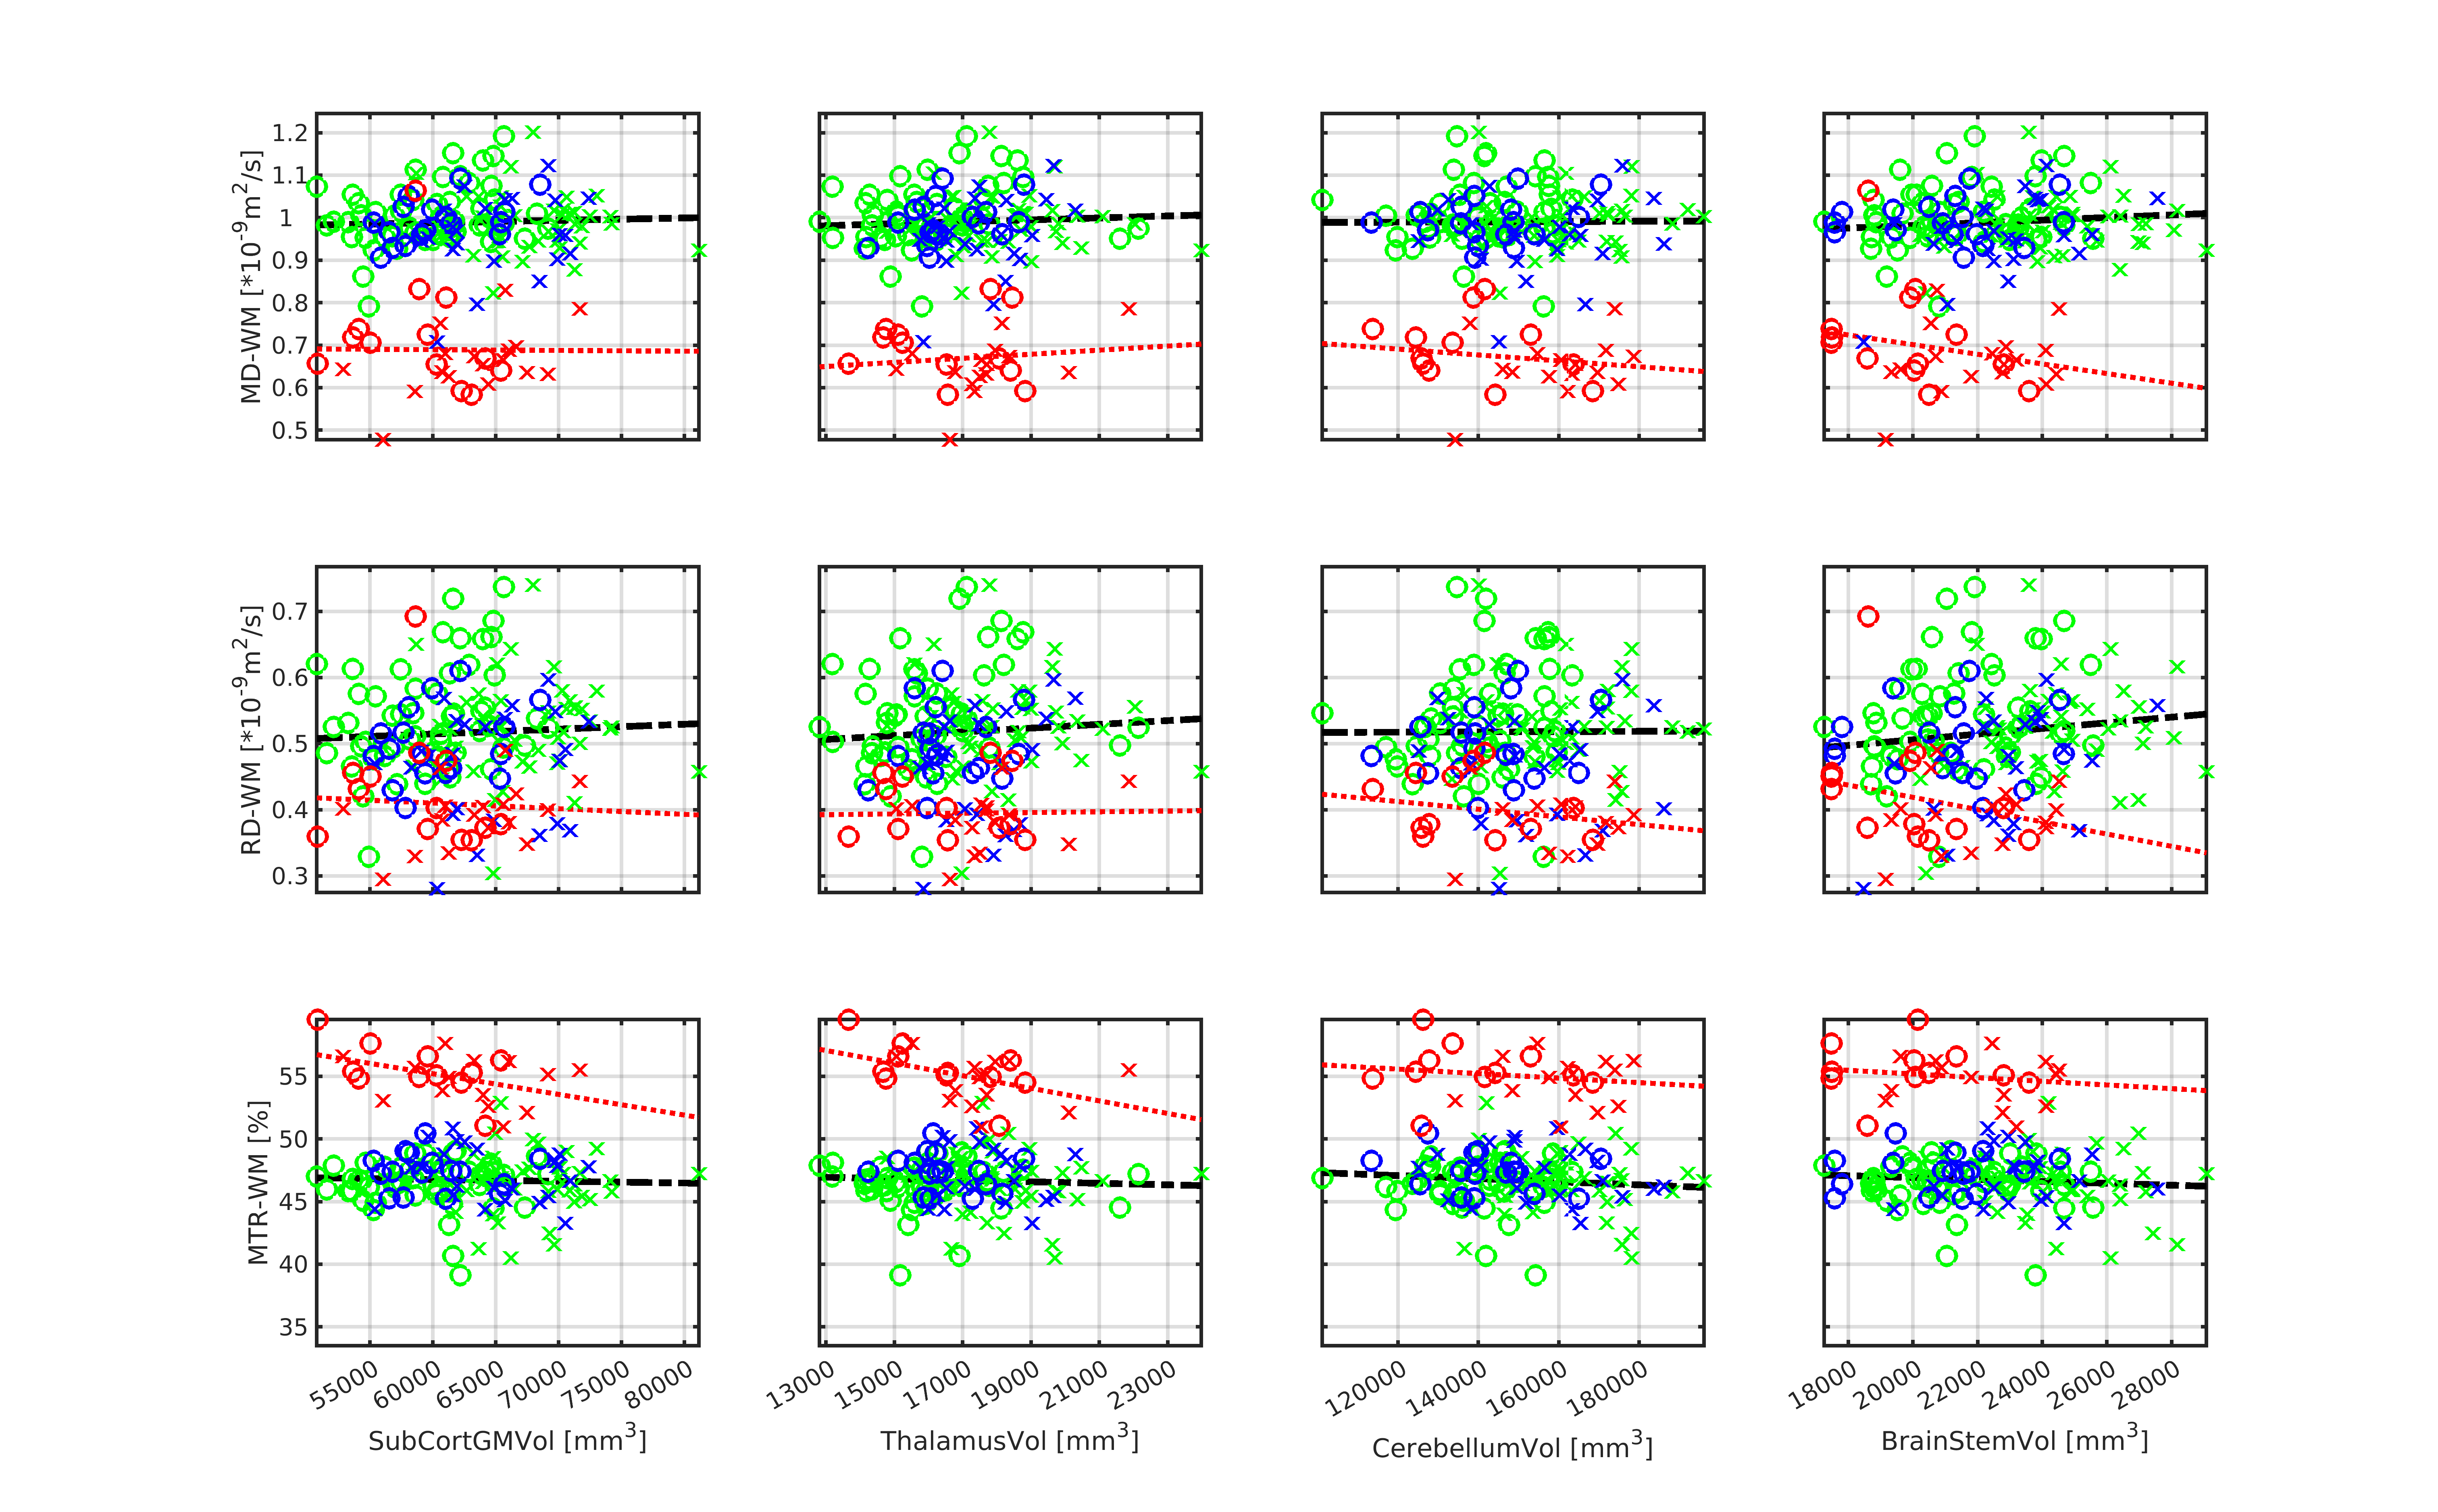 1.2
1.1
1
0.9
0.8
0.7
0.6
0.5
MD-WM [*10^-9 m^2/s]
0.7
0.6
0.5
0.4
0.3
RD-WM [*10^-9 m^2/s]
55
50
45
40
35
MTR-WM [%]
55000 60000 65000 70000 75000 80000
SubCortGMVol [mm^3]
13000 15000 17000 19000 21000 23000
ThalamusVol [mm^3]
120000 140000 160000 180000
CerebellumVol [mm^3]
18000 20000 22000 24000 26000 28000
BrainStemVol [mm^3]